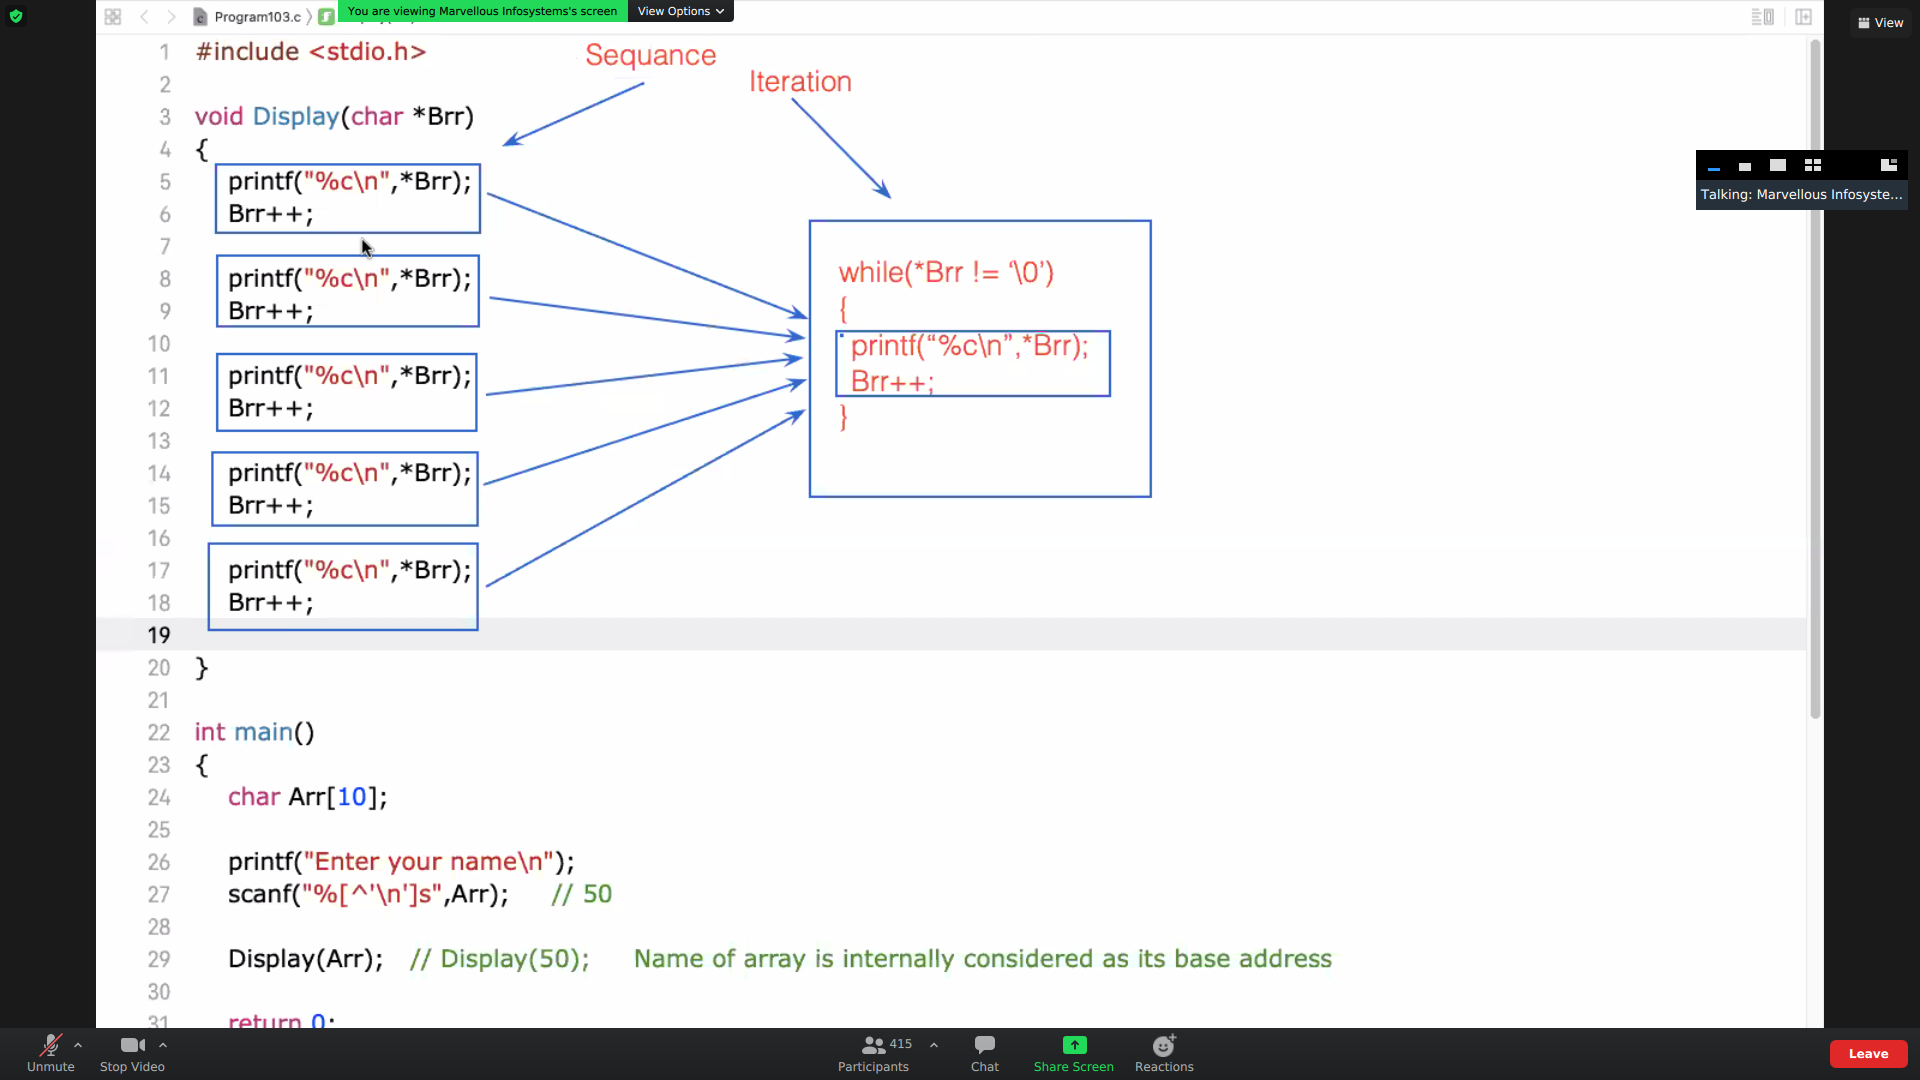 Program103.c
You are viewing Marvellous Infosystems's screen
View Options
View
Sequance
Iteration
1 #include <stdio.h>
2
3 void Display(char *Brr)
4 {
5 printf("%c\n",*Brr);
6 Brr++;
7
8 printf("%c\n",*Brr);
9 Brr++;
10
11 printf("%c\n",*Brr);
12 Brr++;
13
14 printf("%c\n",*Brr);
15 Brr++;
16
17 printf("%c\n",*Brr);
18 Brr++;
19
20 }
21
22 int main()
23 {
24 char Arr[10];
25
26 printf("Enter your name\n");
27 scanf("%[^'\n']s",Arr); // 50
28
29 Display(Arr); // Display(50); Name of array is internally considered as its base address
30
31 return 0;
while(*Brr != ‘\0’)
{
printf(“%c\n”,*Brr);
Brr++;
}
Talking: Marvellous Infosyste...
Unmute
Stop Video
415
Participants
Chat
Share Screen
Reactions
Leave